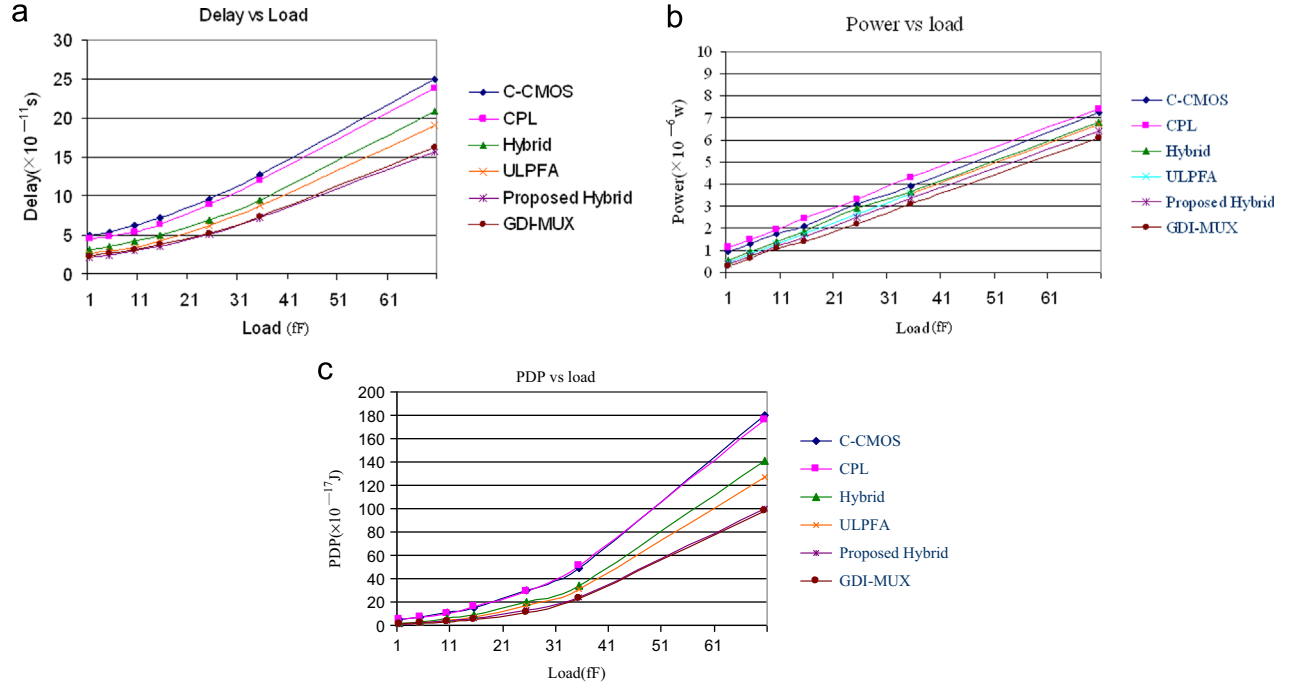 a
Delay vs Load
Delay(×10⁻¹¹s)
30
25
20
15
10
5
0
1 11 21 31 41 51 61
Load (fF)
C-CMOS
CPL
Hybrid
ULPFA
Proposed Hybrid
GDI-MUX
b
Power vs load
Power(×10⁻⁶w)
10
9
8
7
6
5
4
3
2
1
0
1 11 21 31 41 51 61
Load(fF)
C-CMOS
CPL
Hybrid
ULPFA
Proposed Hybrid
GDI-MUX
c
PDP vs load
PDP(×10⁻¹⁷J)
200
180
160
140
120
100
80
60
40
20
0
1 11 21 31 41 51 61
Load(fF)
C-CMOS
CPL
Hybrid
ULPFA
Proposed Hybrid
GDI-MUX